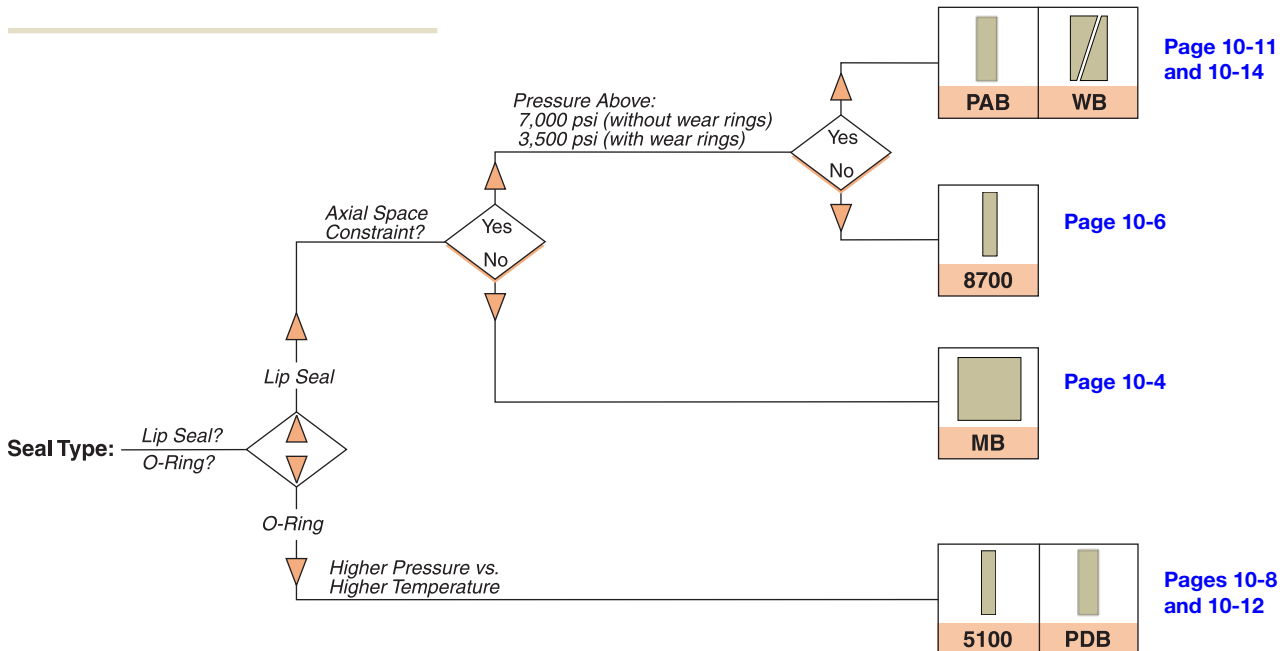 Page 10-11
and 10-14
PAB
WB
Pressure Above:
7,000 psi (without wear rings)
3,500 psi (with wear rings)
Yes
No
Page 10-6
8700
Axial Space
Constraint?
Yes
No
Lip Seal
Page 10-4
MB
Seal Type:
Lip Seal?
O-Ring?
O-Ring
Higher Pressure vs.
Higher Temperature
Pages 10-8
and 10-12
5100
PDB